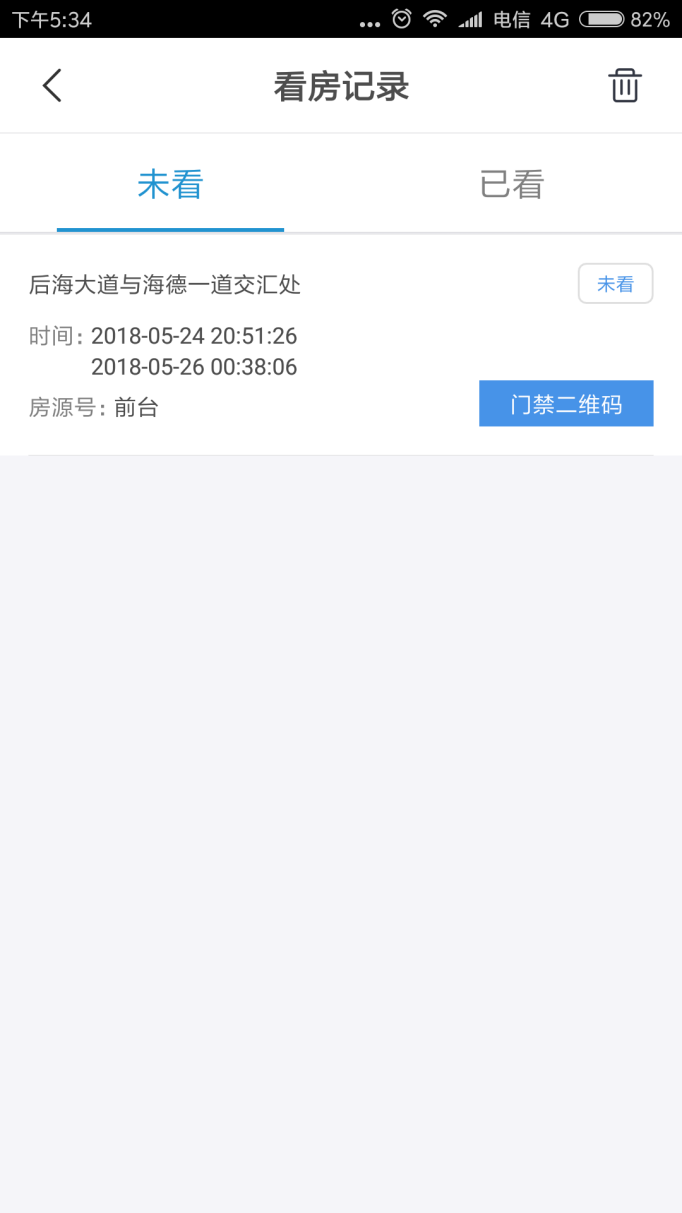 下午5:34 ... 电信 4G 82%
看房记录
未看 已看
后海大道与海德一道交汇处 未看
时间: 2018-05-24 20:51:26
2018-05-26 00:38:06
房源号: 前台 门禁二维码